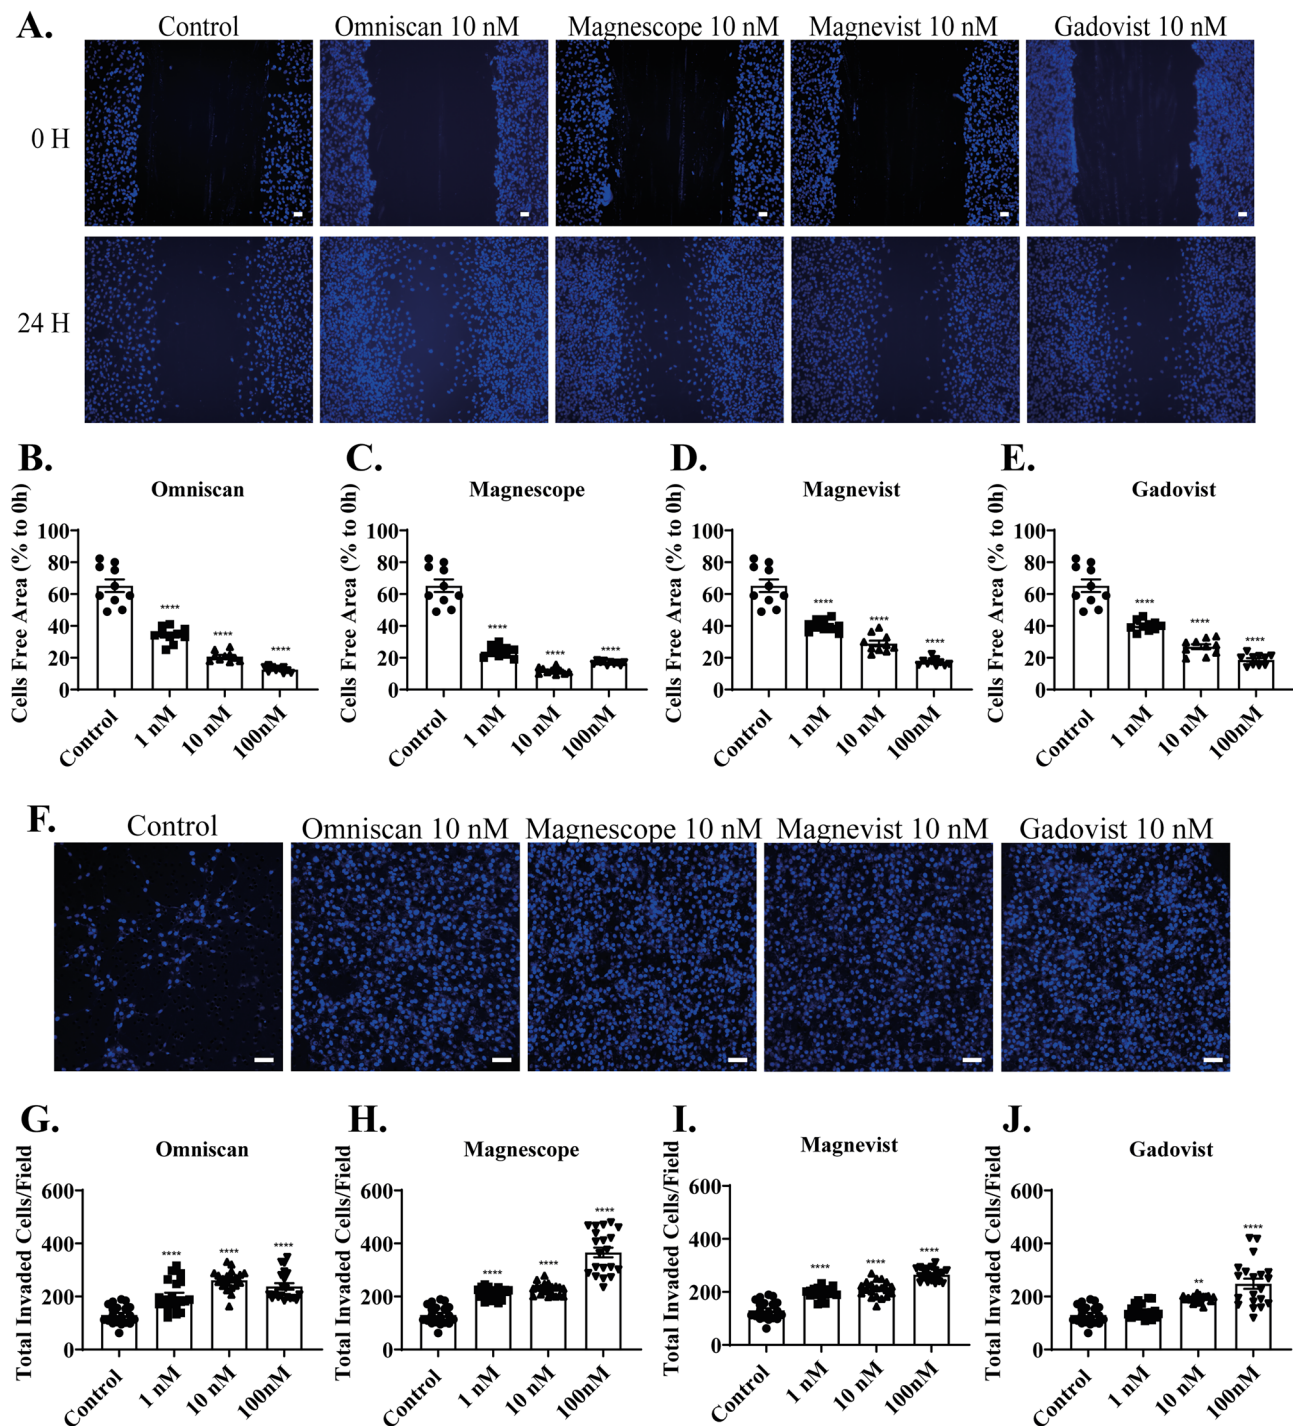 A.
Control
Omniscan 10 nM
Magnescope 10 nM
Magnevist 10 nM
Gadovist 10 nM
0 H
24 H
B.
Omniscan
Cells Free Area (% to 0h)
100
80
60
40
20
0
****
****
****
Control
1 nM
10 nM
100nM
C.
Magnescope
Cells Free Area (% to 0h)
100
80
60
40
20
0
****
****
****
Control
1 nM
10 nM
100nM
D.
Magnevist
Cells Free Area (% to 0h)
100
80
60
40
20
0
****
****
****
Control
1 nM
10 nM
100nM
E.
Gadovist
Cells Free Area (% to 0h)
100
80
60
40
20
0
****
****
****
Control
1 nM
10 nM
100nM
F.
Control
Omniscan 10 nM
Magnescope 10 nM
Magnevist 10 nM
Gadovist 10 nM
G.
Omniscan
Total Invaded Cells/Field
600
400
200
0
****
****
****
Control
1 nM
10 nM
100nM
H.
Magnescope
Total Invaded Cells/Field
600
400
200
0
****
****
****
Control
1 nM
10 nM
100nM
I.
Magnevist
Total Invaded Cells/Field
600
400
200
0
****
****
****
Control
1 nM
10 nM
100nM
J.
Gadovist
Total Invaded Cells/Field
600
400
200
0
**
****
Control
1 nM
10 nM
100nM